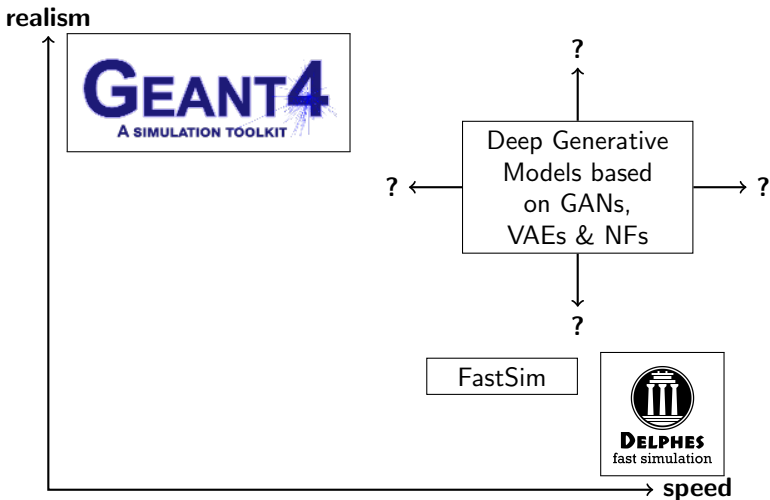 realism
GEANT4
A SIMULATION TOOLKIT
?
Deep Generative
Models based
on GANs,
VAEs & NFs
?
?
?
FastSim
DELPHES
fast simulation
speed